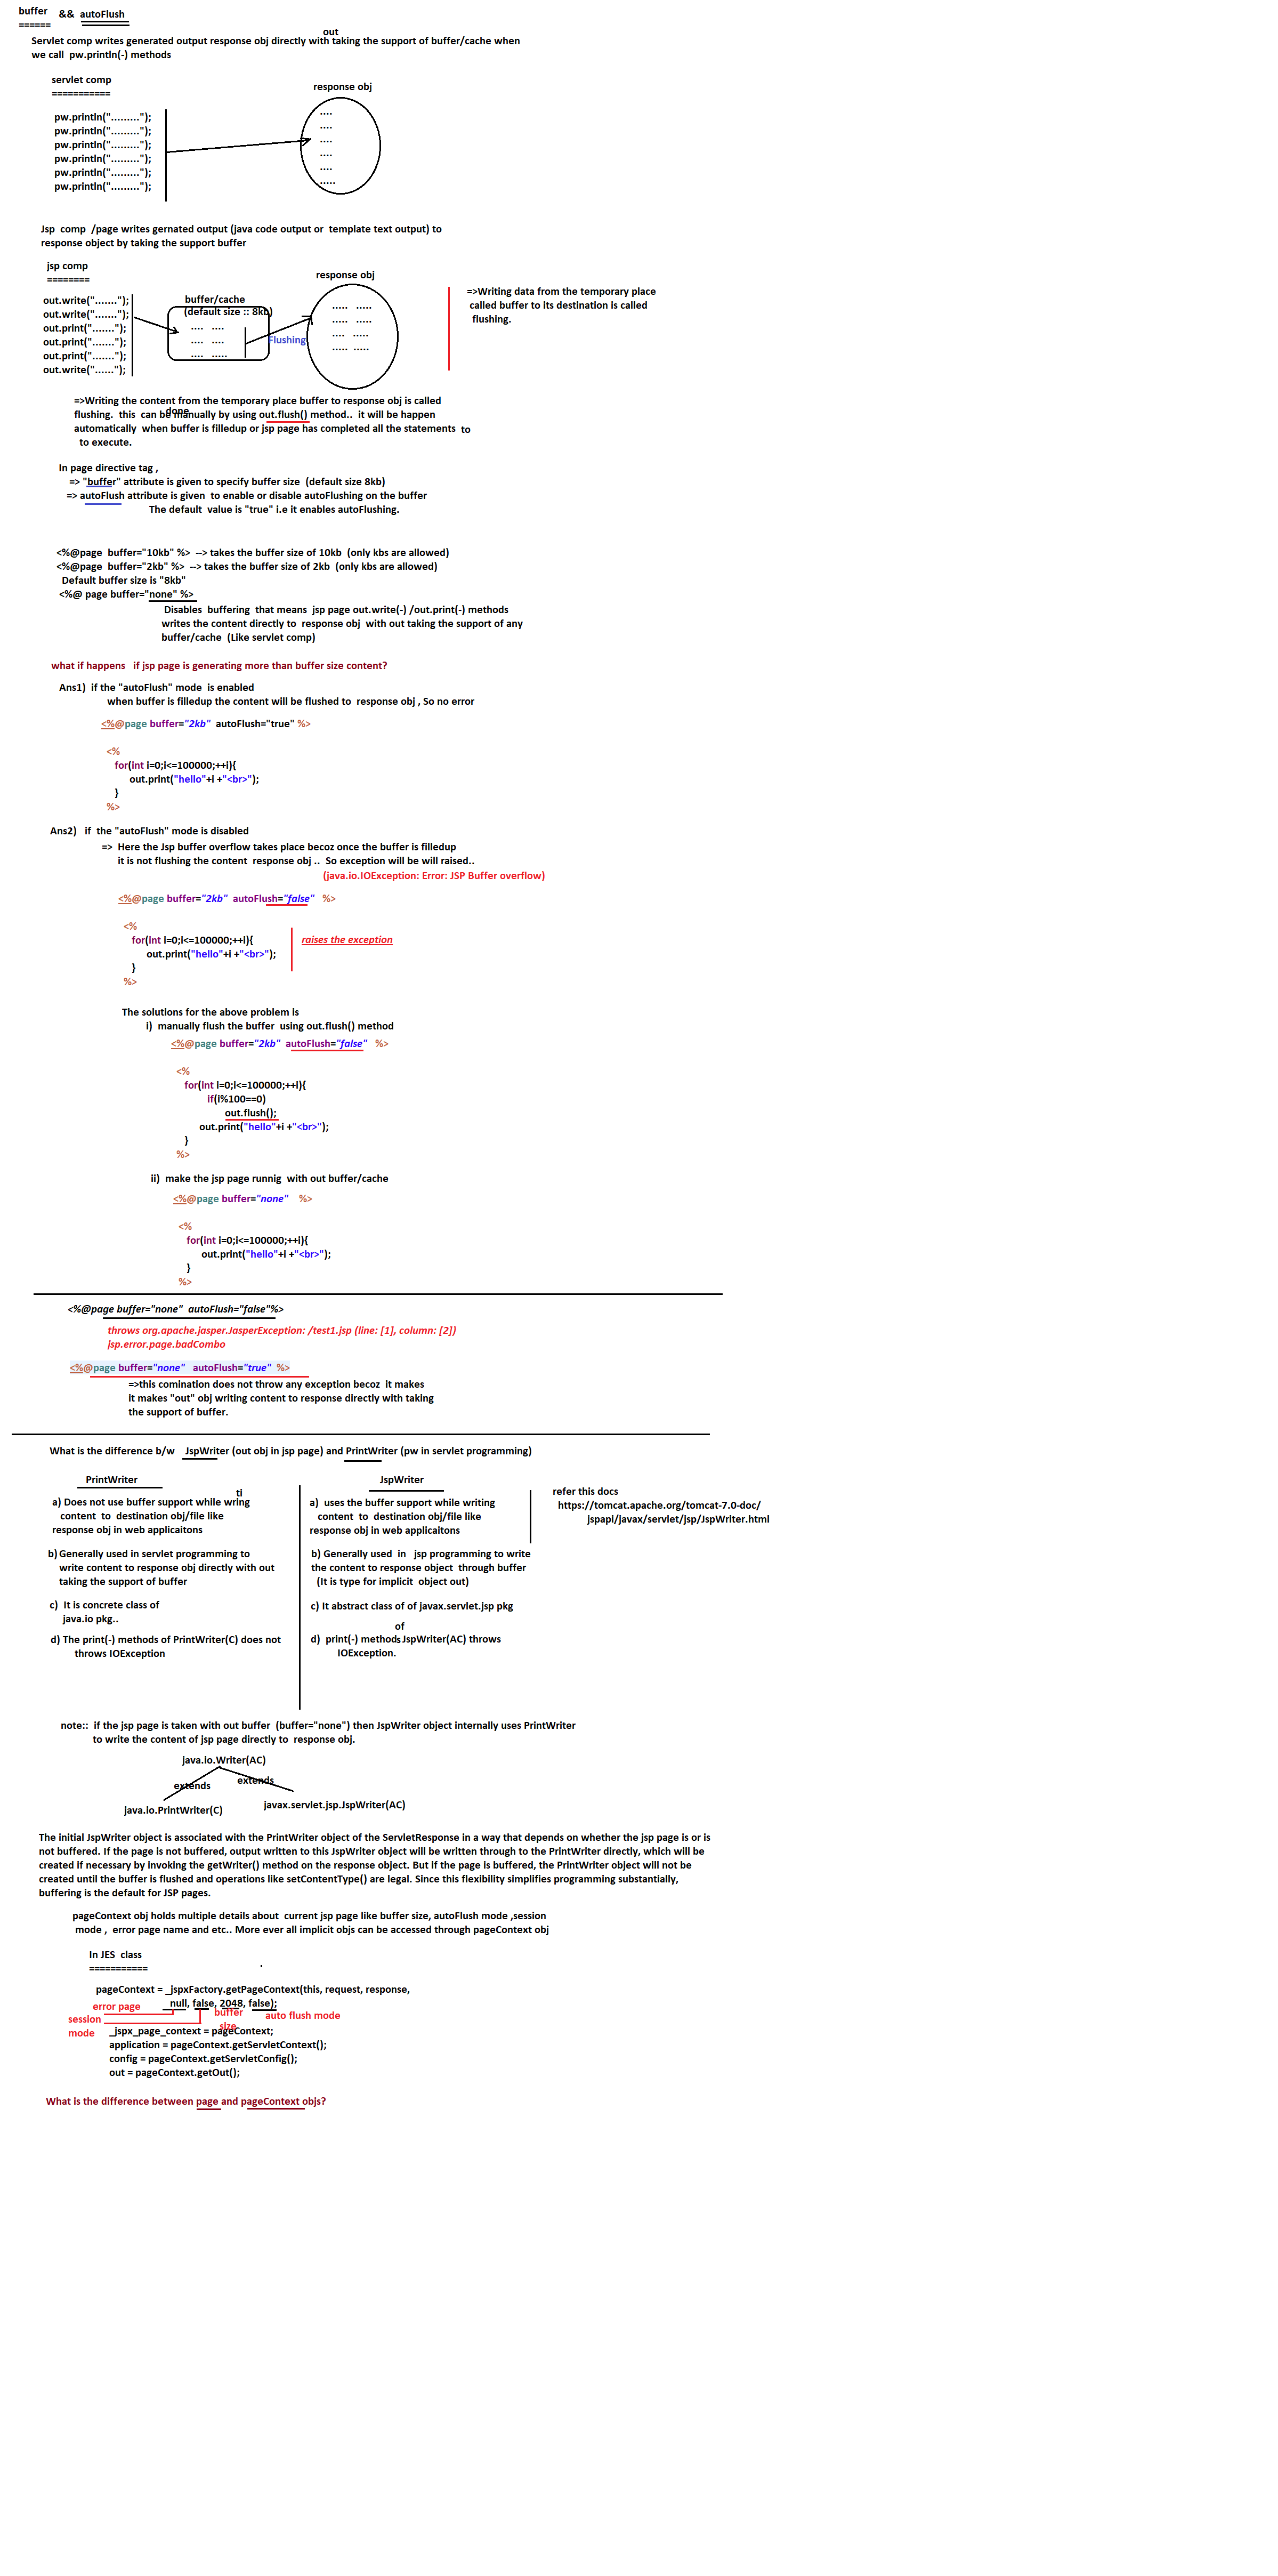 buffer && autoFlush
======
out
Servlet comp writes generated output response obj directly with taking the support of buffer/cache when
we call pw.println(-) methods
servlet comp
===========
response obj
pw.println(".........");
pw.println(".........");
pw.println(".........");
pw.println(".........");
pw.println(".........");
pw.println(".........");
....
....
....
....
....
.....
Jsp comp /page writes gernated output (java code output or template text output) to
response object by taking the support buffer
jsp comp
========
response obj
out.write(".......");
out.write(".......");
out.print(".......");
out.print(".......");
out.print(".......");
out.write("......");
buffer/cache
(default size :: 8kb)
.... ....
.... ....
.... .....
Flushing
..... .....
..... .....
.... .....
..... .....
=>Writing data from the temporary place
called buffer to its destination is called
flushing.
=>Writing the content from the temporary place buffer to response obj is called
done
flushing. this can be manually by using out.flush() method.. it will be happen
automatically when buffer is filledup or jsp page has completed all the statements to
to execute.
In page directive tag ,
=> "buffer" attribute is given to specify buffer size (default size 8kb)
=> autoFlush attribute is given to enable or disable autoFlushing on the buffer
The default value is "true" i.e it enables autoFlushing.
<%@page buffer="10kb" %> --> takes the buffer size of 10kb (only kbs are allowed)
<%@page buffer="2kb" %> --> takes the buffer size of 2kb (only kbs are allowed)
Default buffer size is "8kb"
<%@ page buffer="none" %>
Disables buffering that means jsp page out.write(-) /out.print(-) methods
writes the content directly to response obj with out taking the support of any
buffer/cache (Like servlet comp)
what if happens if jsp page is generating more than buffer size content?
Ans1) if the "autoFlush" mode is enabled
when buffer is filledup the content will be flushed to response obj , So no error
<%@page buffer="2kb" autoFlush="true" %>
<%
for(int i=0;i<=100000;++i){
out.print("hello"+i +"<br>");
}
%>
Ans2) if the "autoFlush" mode is disabled
=> Here the Jsp buffer overflow takes place becoz once the buffer is filledup
it is not flushing the content response obj .. So exception will be will raised..
(java.io.IOException: Error: JSP Buffer overflow)
<%@page buffer="2kb" autoFlush="false" %>
<%
for(int i=0;i<=100000;++i){
out.print("hello"+i +"<br>");
}
%>
raises the exception
The solutions for the above problem is
i) manually flush the buffer using out.flush() method
<%@page buffer="2kb" autoFlush="false" %>
<%
for(int i=0;i<=100000;++i){
if(i%100==0)
out.flush();
out.print("hello"+i +"<br>");
}
%>
ii) make the jsp page runnig with out buffer/cache
<%@page buffer="none" %>
<%
for(int i=0;i<=100000;++i){
out.print("hello"+i +"<br>");
}
%>
<%@page buffer="none" autoFlush="false"%>
throws org.apache.jasper.JasperException: /test1.jsp (line: [1], column: [2])
jsp.error.page.badCombo
<%@page buffer="none" autoFlush="true" %>
=>this comination does not throw any exception becoz it makes
it makes "out" obj writing content to response directly with taking
the support of buffer.
What is the difference b/w JspWriter (out obj in jsp page) and PrintWriter (pw in servlet programming)
PrintWriter
ti
a) Does not use buffer support while wring
content to destination obj/file like
response obj in web applicaitons
b) Generally used in servlet programming to
write content to response obj directly with out
taking the support of buffer
c) It is concrete class of
java.io pkg..
d) The print(-) methods of PrintWriter(C) does not
throws IOException
JspWriter
a) uses the buffer support while writing
content to destination obj/file like
response obj in web applicaitons
b) Generally used in jsp programming to write
the content to response object through buffer
(It is type for implicit object out)
c) It abstract class of of javax.servlet.jsp pkg
of
d) print(-) methods JspWriter(AC) throws
IOException.
refer this docs
https://tomcat.apache.org/tomcat-7.0-doc/
jspapi/javax/servlet/jsp/JspWriter.html
note:: if the jsp page is taken with out buffer (buffer="none") then JspWriter object internally uses PrintWriter
to write the content of jsp page directly to response obj.
java.io.Writer(AC)
extends extends
java.io.PrintWriter(C) javax.servlet.jsp.JspWriter(AC)
The initial JspWriter object is associated with the PrintWriter object of the ServletResponse in a way that depends on whether the jsp page is or is
not buffered. If the page is not buffered, output written to this JspWriter object will be written through to the PrintWriter directly, which will be
created if necessary by invoking the getWriter() method on the response object. But if the page is buffered, the PrintWriter object will not be
created until the buffer is flushed and operations like setContentType() are legal. Since this flexibility simplifies programming substantially,
buffering is the default for JSP pages.
pageContext obj holds multiple details about current jsp page like buffer size, autoFlush mode ,session
mode , error page name and etc.. More ever all implicit objs can be accessed through pageContext obj
In JES class
===========
.
pageContext = _jspxFactory.getPageContext(this, request, response,
null, false, 2048, false);
error page
session
mode
buffer
size
auto flush mode
_jspx_page_context = pageContext;
application = pageContext.getServletContext();
config = pageContext.getServletConfig();
out = pageContext.getOut();
What is the difference between page and pageContext objs?